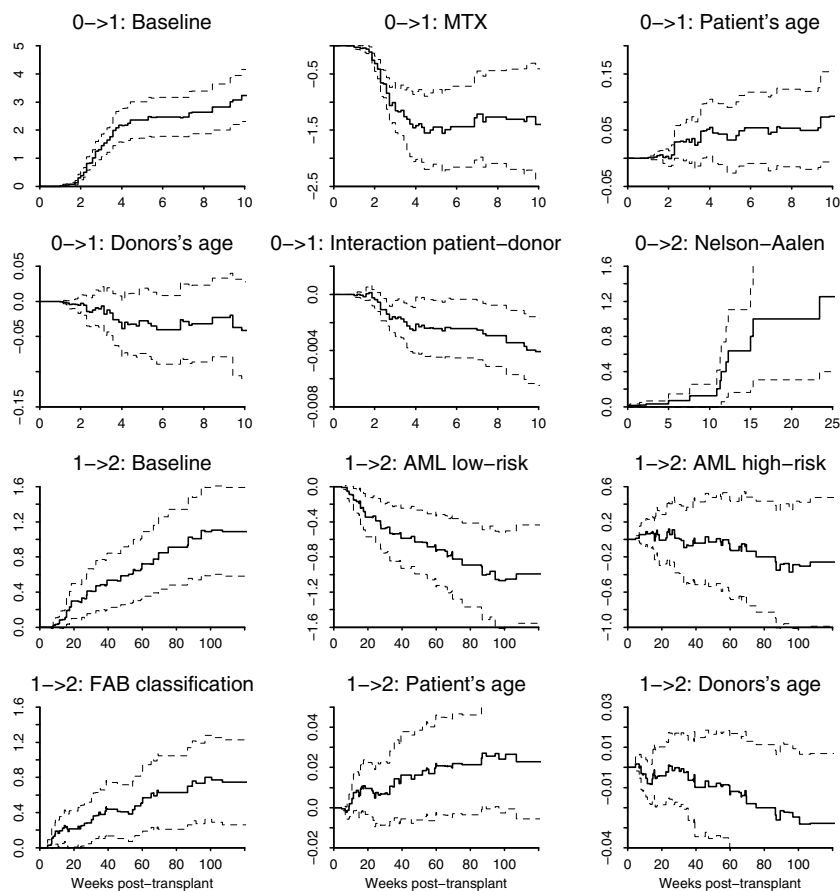 0->1: Baseline
0->1: MTX
0->1: Patient's age
5
4
3
2
1
0
0 2 4 6 8 10
-0.5
-1.5
-2.5
0 2 4 6 8 10
0.15
0.05
-0.05
0 2 4 6 8 10
0->1: Donors's age
0->1: Interaction patient-donor
0->2: Nelson-Aalen
0.05
-0.05
-0.15
0 2 4 6 8 10
0.0
-0.004
-0.008
0 2 4 6 8 10
1.6
1.2
0.8
0.4
0.0
0 5 10 15 20 25
1->2: Baseline
1->2: AML low-risk
1->2: AML high-risk
1.6
1.2
0.8
0.4
0.0
0 20 40 60 80 100
0.0
-0.4
-0.8
-1.2
-1.6
0 20 40 60 80 100
0.6
0.2
-0.2
-0.6
-1.0
0 20 40 60 80 100
1->2: FAB classification
1->2: Patient's age
1->2: Donors's age
1.6
1.2
0.8
0.4
0.0
0 20 40 60 80 100
Weeks post-transplant
0.04
0.02
0.0
-0.02
0 20 40 60 80 100
Weeks post-transplant
0.03
0.01
-0.01
-0.04
0 20 40 60 80 100
Weeks post-transplant